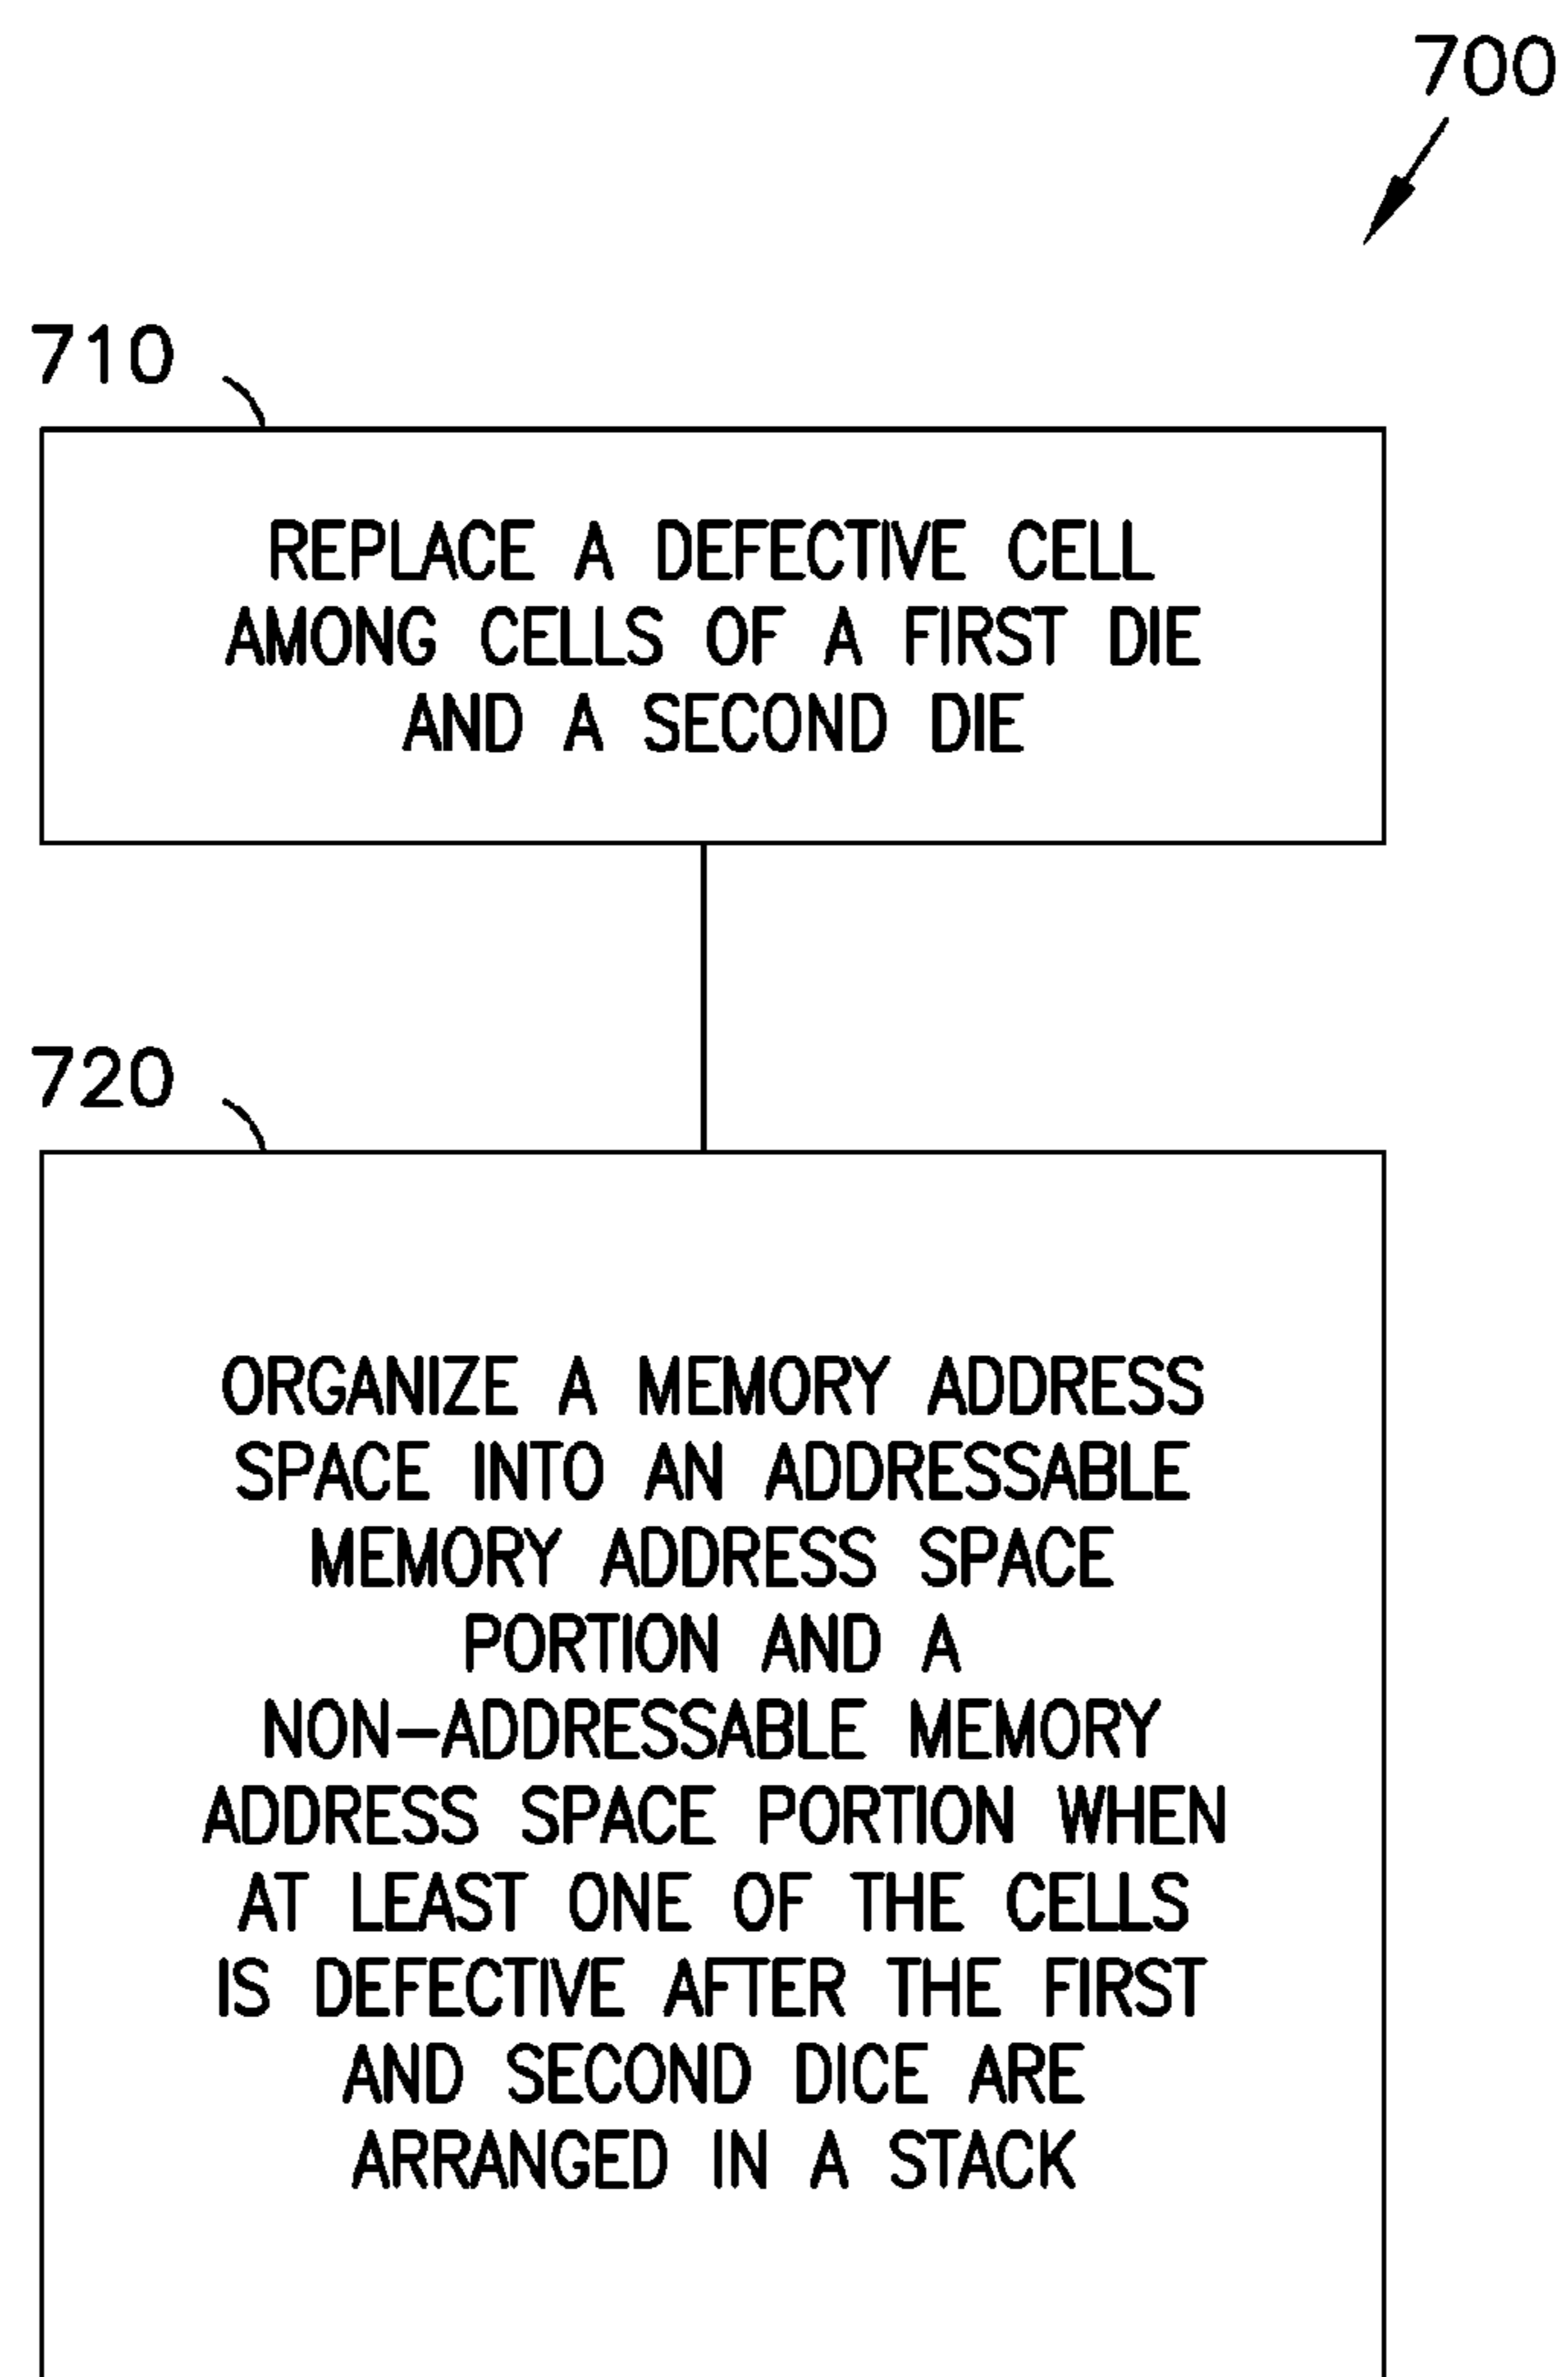 700
710
REPLACE A DEFECTIVE CELL
AMONG CELLS OF A FIRST DIE
AND A SECOND DIE
720
ORGANIZE A MEMORY ADDRESS
SPACE INTO AN ADDRESSABLE
MEMORY ADDRESS SPACE
PORTION AND A
NON-ADDRESSABLE MEMORY
ADDRESS SPACE PORTION WHEN
AT LEAST ONE OF THE CELLS
IS DEFECTIVE AFTER THE FIRST
AND SECOND DICE ARE
ARRANGED IN A STACK